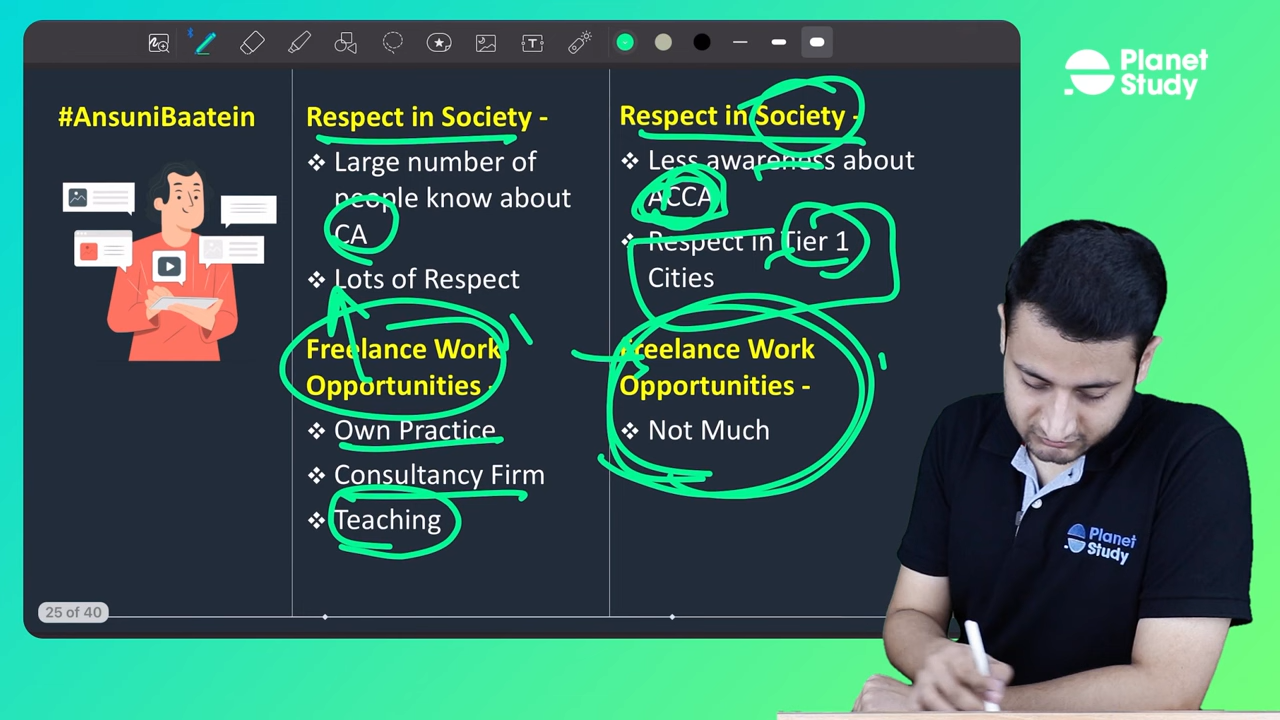 #AnsuniBaatein
Respect in Society -
❖ Large number of
people know about
CA
❖ Lots of Respect
Freelance Work
Opportunities -
❖ Own Practice
❖ Consultancy Firm
❖ Teaching
Respect in Society -
❖ Less awareness about
ACCA
❖ Respect in Tier 1
Cities
Freelance Work
Opportunities -
❖ Not Much
25 of 40
Planet
Study
Planet
Study